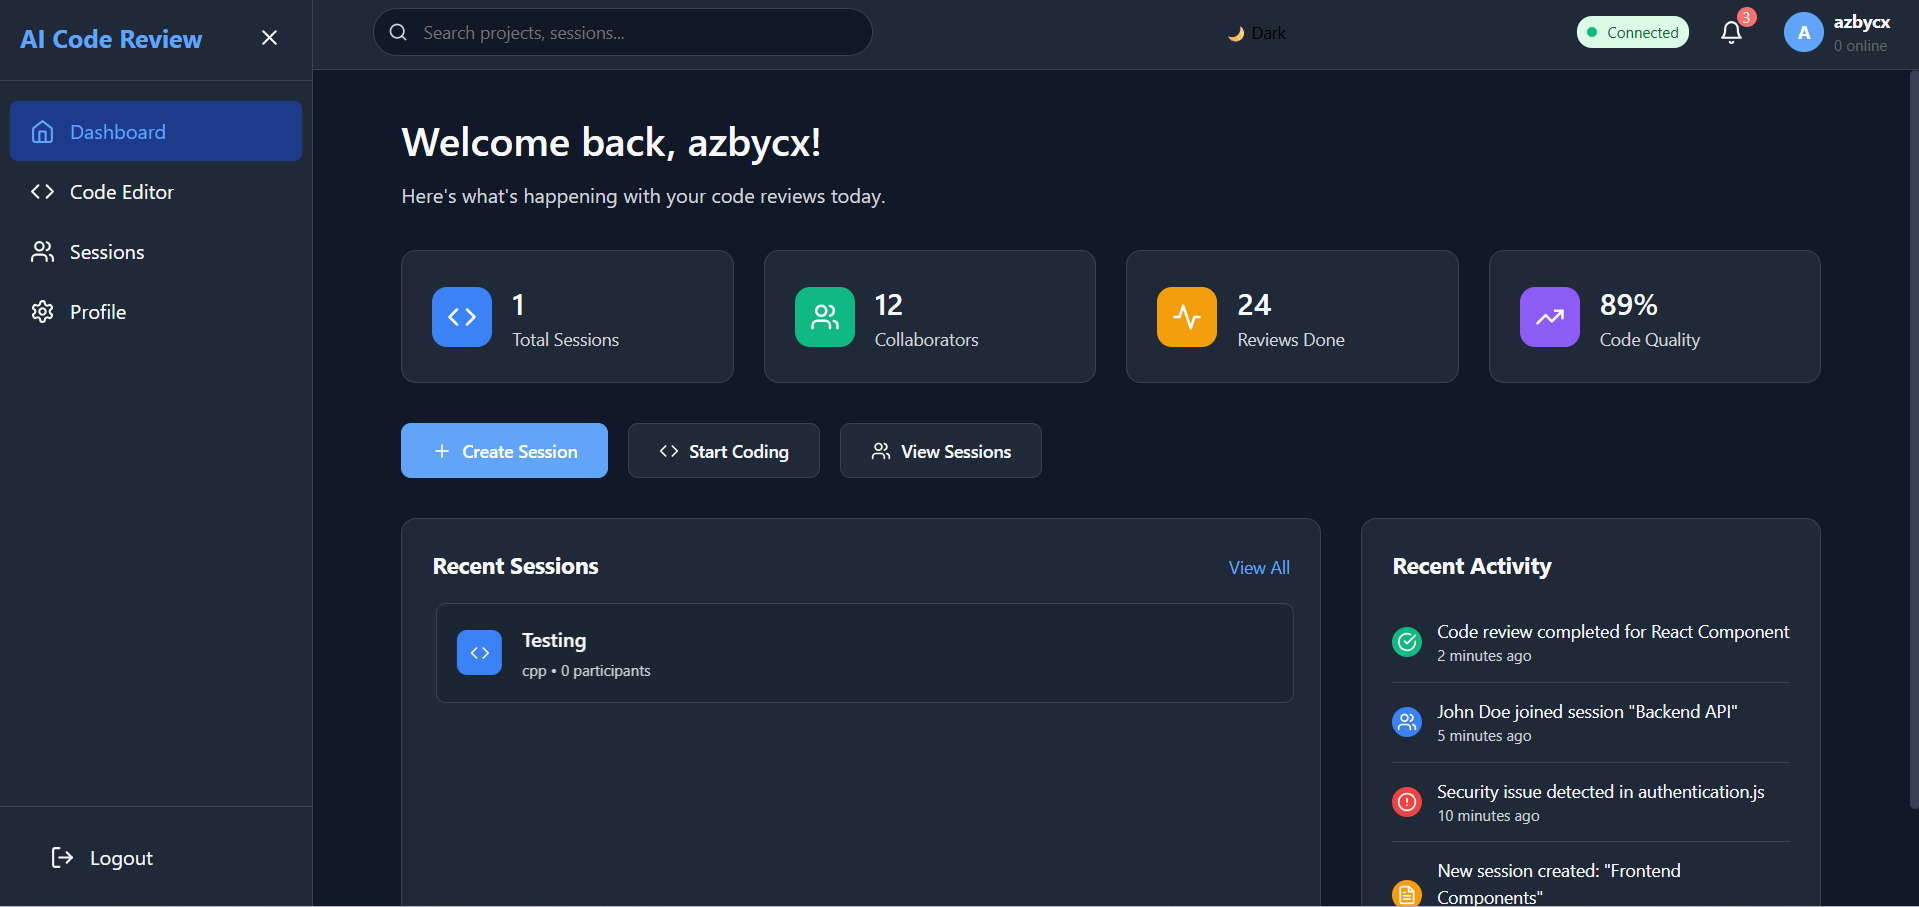 AI Code Review
Search projects, sessions...
🌙 Dark
Connected
3
A
azbycx
0 online
Dashboard
Code Editor
Sessions
Profile
Logout
Welcome back, azbycx!
Here's what's happening with your code reviews today.
1
Total Sessions
12
Collaborators
24
Reviews Done
89%
Code Quality
Create Session
Start Coding
View Sessions
Recent Sessions
View All
Testing
cpp • 0 participants
Recent Activity
Code review completed for React Component
2 minutes ago
John Doe joined session "Backend API"
5 minutes ago
Security issue detected in authentication.js
10 minutes ago
New session created: "Frontend
Components"